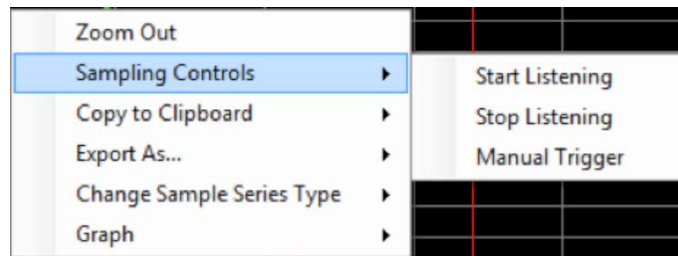 Zoom Out
Sampling Controls
Copy to Clipboard
Export As...
Change Sample Series Type
Graph
Start Listening
Stop Listening
Manual Trigger